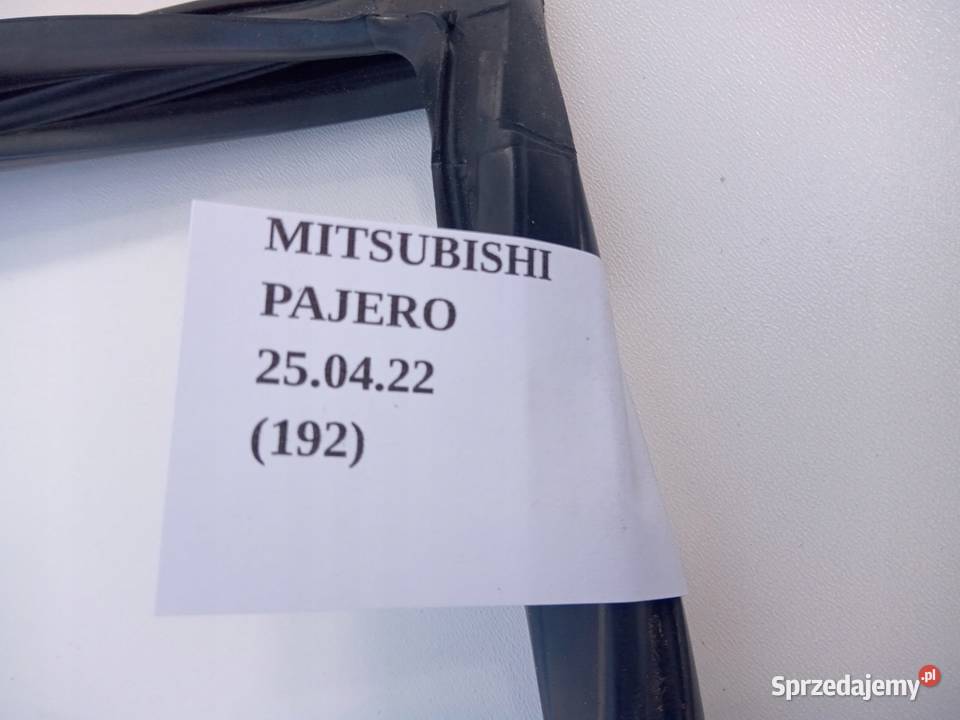 MITSUBISHI
PAJERO
25.04.22
(192)
Sprzedajemy.pl